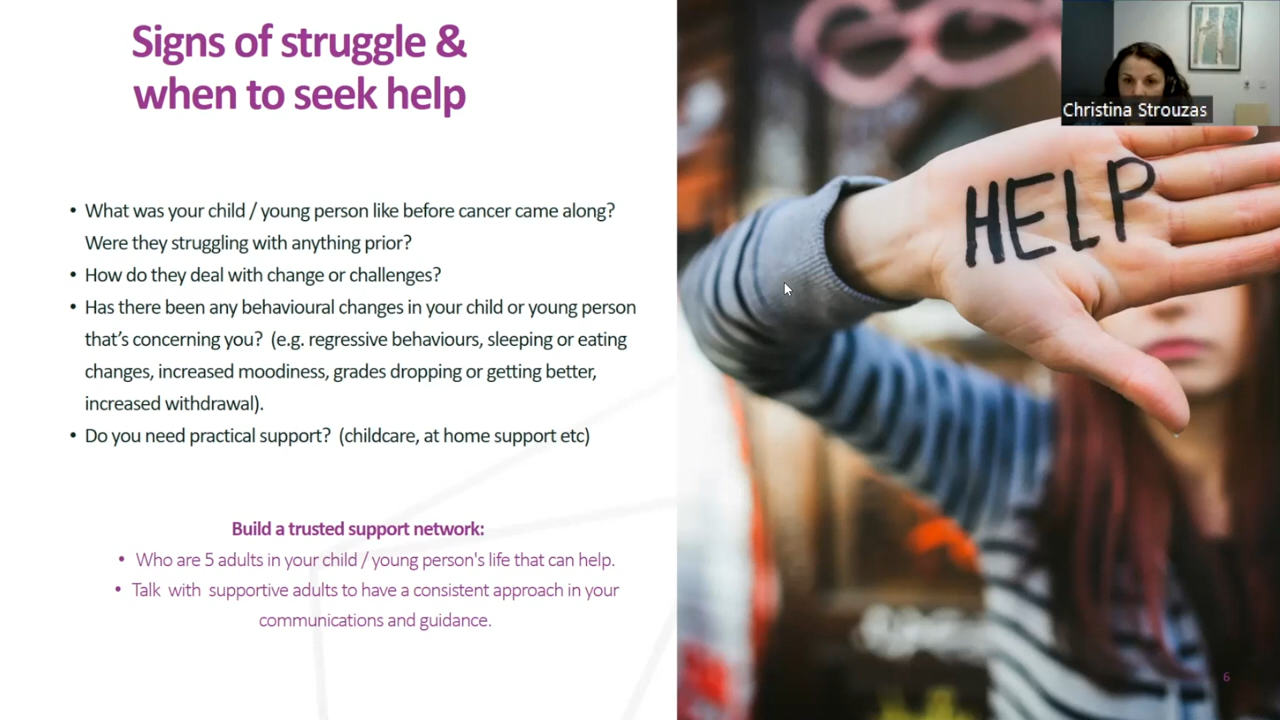 Signs of struggle &
when to seek help
• What was your child / young person like before cancer came along?
Were they struggling with anything prior?
• How do they deal with change or challenges?
• Has there been any behavioural changes in your child or young person
that’s concerning you? (e.g. regressive behaviours, sleeping or eating
changes, increased moodiness, grades dropping or getting better,
increased withdrawal).
• Do you need practical support? (childcare, at home support etc)
Build a trusted support network:
• Who are 5 adults in your child / young person's life that can help.
• Talk with supportive adults to have a consistent approach in your
communications and guidance.
Christina Strouzas
HELP
6